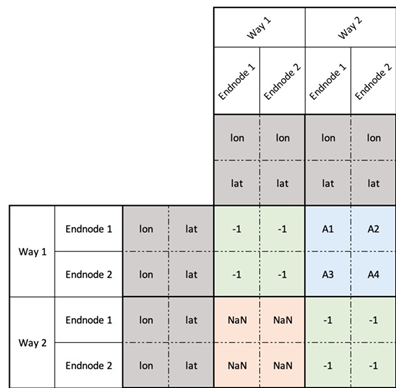 Way 1 Way 2
Endnode 1 Endnode 2 Endnode 1 Endnode 2
lon lon lon lon
lat lat lat lat
Way 1
Endnode 1 lon lat -1 -1 A1 A2
Endnode 2 lon lat -1 -1 A3 A4
Way 2
Endnode 1 lon lat NaN NaN -1 -1
Endnode 2 lon lat NaN NaN -1 -1